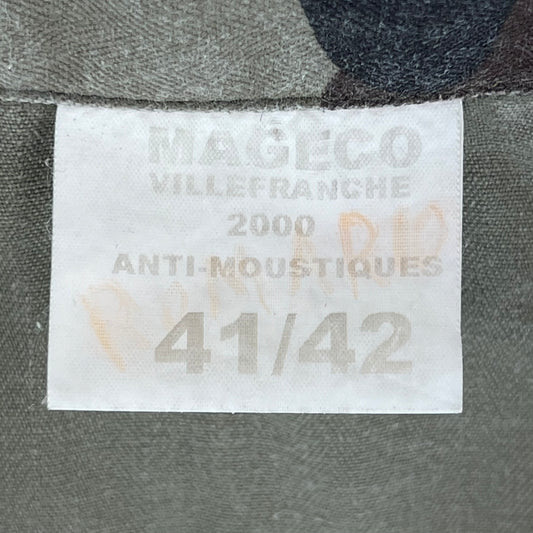 MAGECO
VILLEFRANCHE
2000
ANTI-MOUSTIQUES
41/42